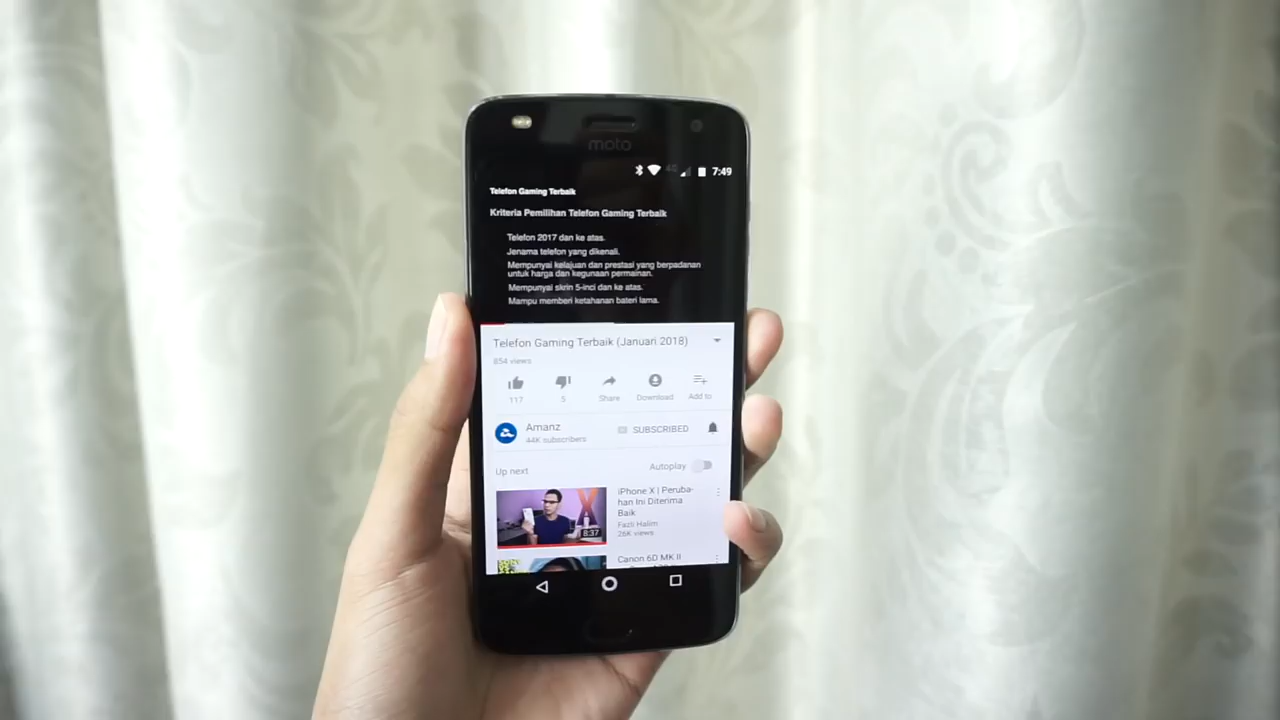 moto
4G
7:49
Telefon Gaming Terbaik
Kriteria Pemilihan Telefon Gaming Terbaik
Telefon 2017 dan ke atas.
Jenama telefon yang dikenali.
Mempunyai kelajuan dan prestasi yang berpadanan
untuk harga dan kegunaan permainan.
Mempunyai skrin 5-inci dan ke atas.
Mampu memberi ketahanan bateri lama.
Telefon Gaming Terbaik (Januari 2018)
854 views
117
5
Share
Download
Add to
Amanz
44K subscribers
SUBSCRIBED
Up next
Autoplay
iPhone X | Peruba-
han Ini Diterima
Baik
Fazli Halim
26K views
8:37
Canon 6D MK II